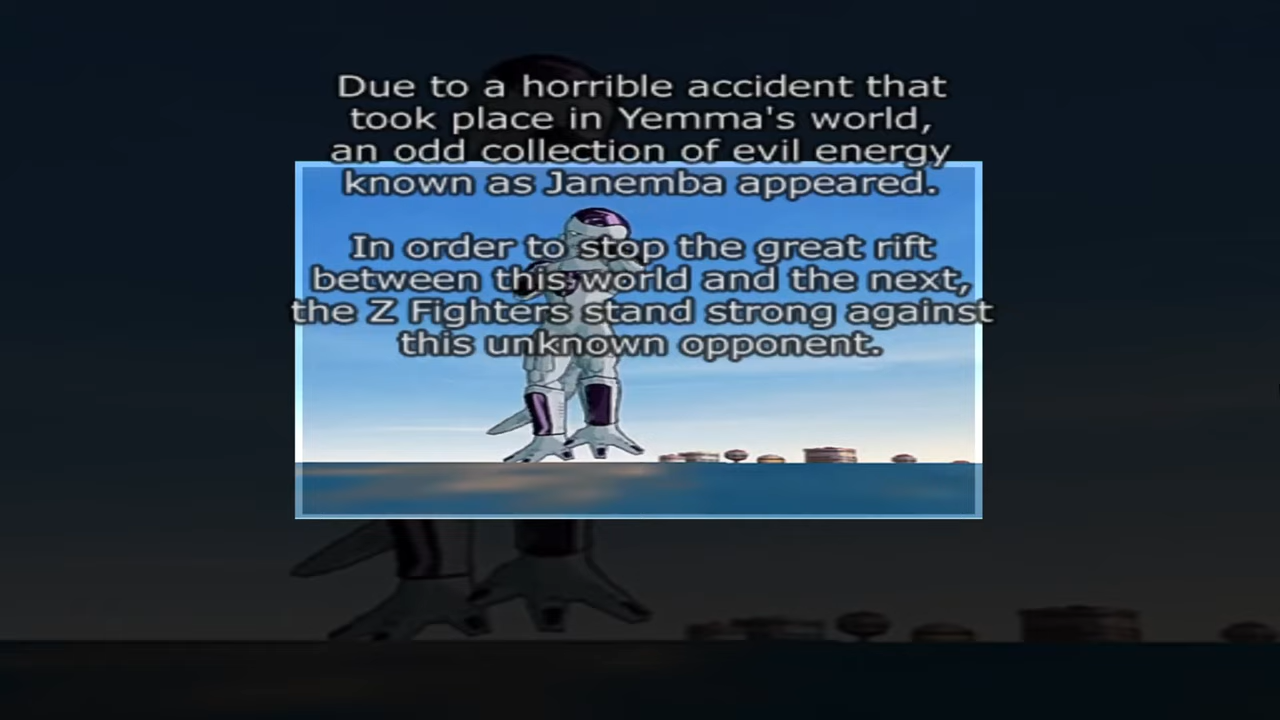 Due to a horrible accident that
took place in Yemma's world,
an odd collection of evil energy
known as Janemba appeared.
In order to stop the great rift
between this world and the next,
the Z Fighters stand strong against
this unknown opponent.